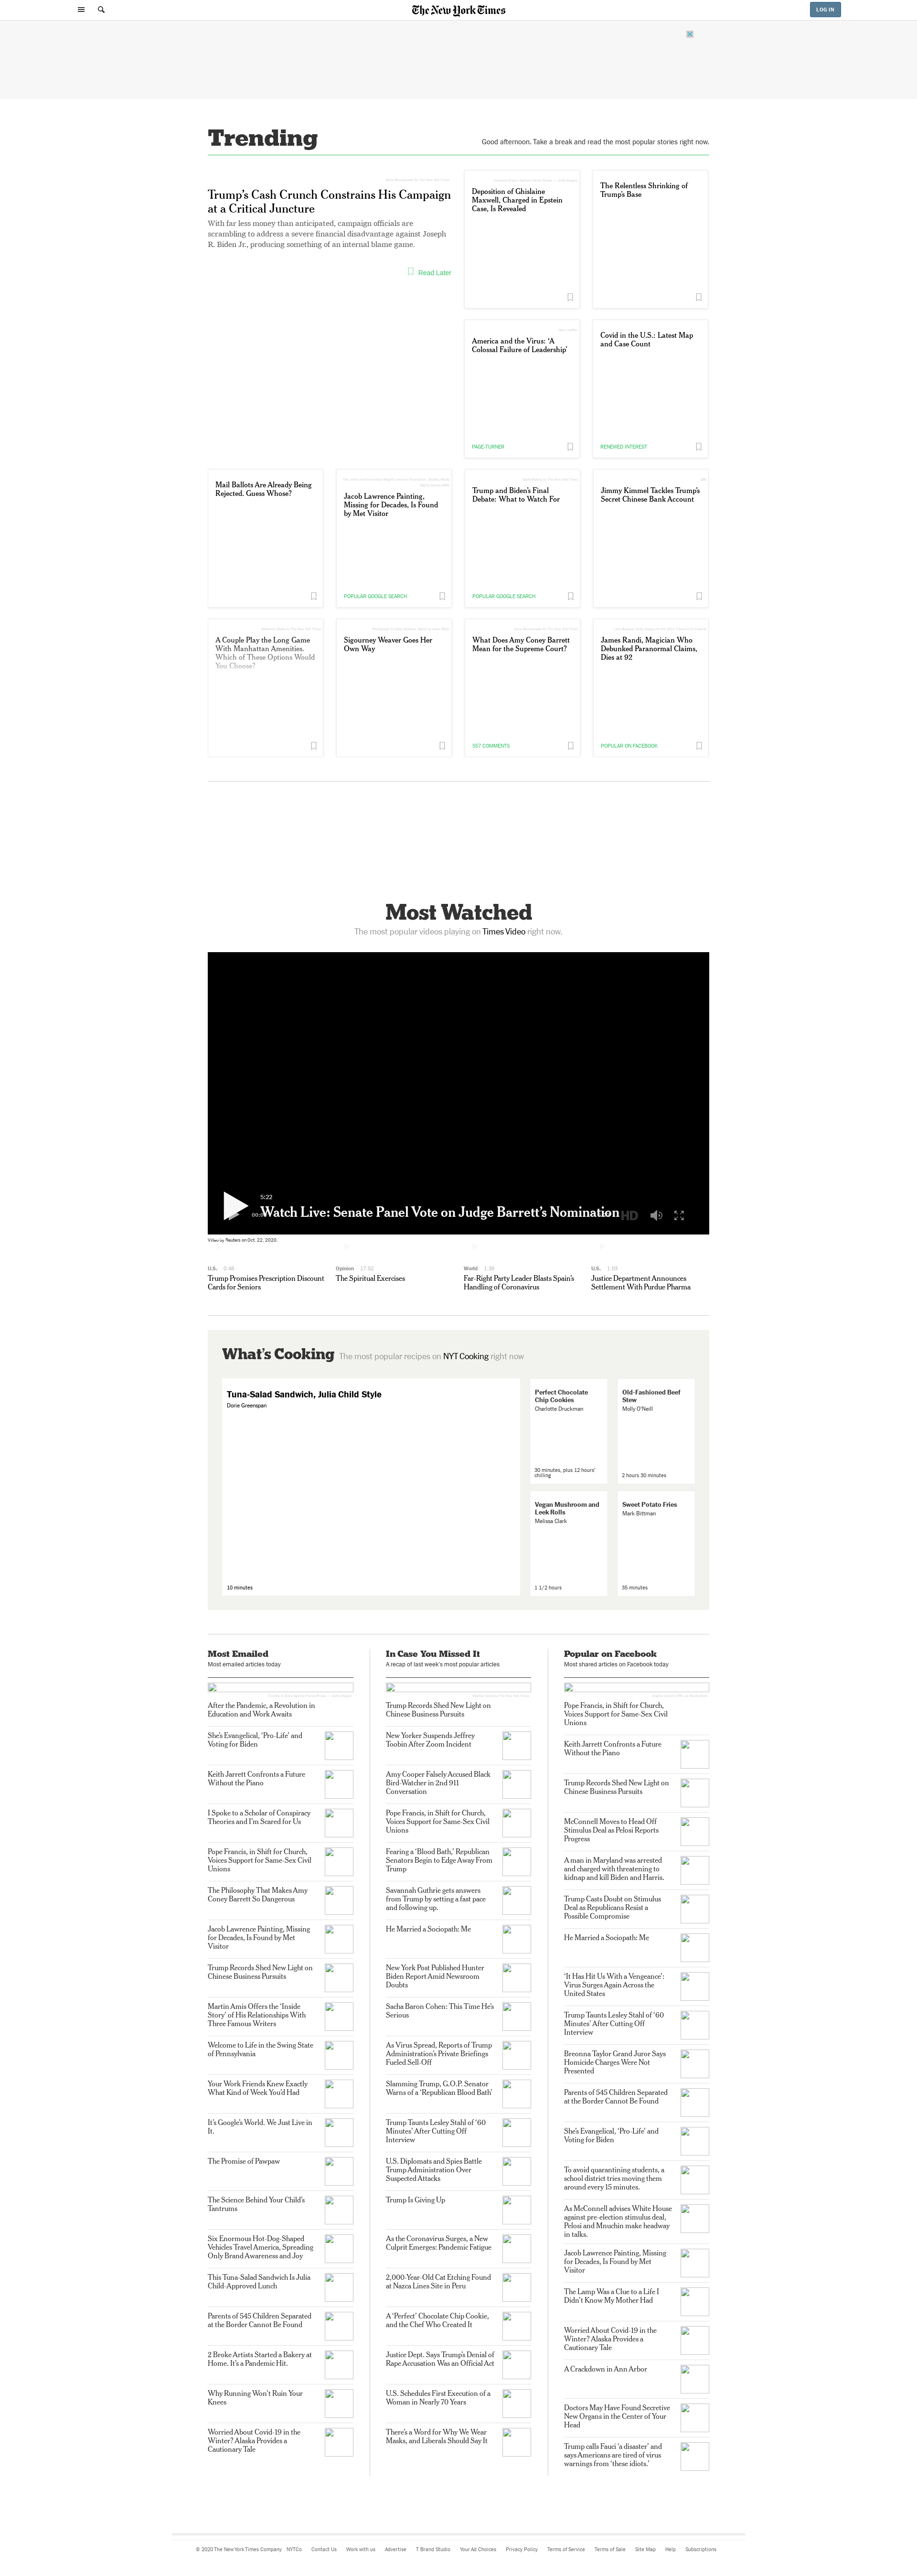 The New York Times
LOG IN
Trending
Good afternoon. Take a break and read the most popular stories right now.
Trump's Cash Crunch Constrains His Campaign
at a Critical Juncture
With far less money than anticipated, campaign officials are
scrambling to address a severe financial disadvantage against Joseph
R. Biden Jr., producing something of an internal blame game.
Read Later
Deposition of Ghislaine
Maxwell, Charged in Epstein
Case, Is Revealed
The Relentless Shrinking of
Trump's Base
America and the Virus: 'A
Colossal Failure of Leadership'
PAGE-TURNER
Covid in the U.S.: Latest Map
and Case Count
RENEWED INTEREST
Mail Ballots Are Already Being
Rejected. Guess Whose?
Jacob Lawrence Painting,
Missing for Decades, Is Found
by Met Visitor
POPULAR GOOGLE SEARCH
Trump and Biden's Final
Debate: What to Watch For
POPULAR GOOGLE SEARCH
Jimmy Kimmel Tackles Trump's
Secret Chinese Bank Account
A Couple Play the Long Game
With Manhattan Amenities.
Which of These Options Would
You Choose?
Sigourney Weaver Goes Her
Own Way
What Does Amy Coney Barrett
Mean for the Supreme Court?
557 COMMENTS
James Randi, Magician Who
Debunked Paranormal Claims,
Dies at 92
POPULAR ON FACEBOOK
Most Watched
The most popular videos playing on Times Video right now.
5:22
Watch Live: Senate Panel Vote on Judge Barrett's Nomination
HD
Video by Reuters on Oct. 22, 2020.
U.S. 0:48
Trump Promises Prescription Discount
Cards for Seniors
Opinion 17:52
The Spiritual Exercises
World 1:39
Far-Right Party Leader Blasts Spain's
Handling of Coronavirus
U.S. 1:03
Justice Department Announces
Settlement With Purdue Pharma
What's Cooking The most popular recipes on NYT Cooking right now
Tuna-Salad Sandwich, Julia Child Style
Dorie Greenspan
10 minutes
Perfect Chocolate
Chip Cookies
Charlotte Druckman
30 minutes, plus 12 hours'
chilling
Old-Fashioned Beef
Stew
Molly O'Neill
2 hours 30 minutes
Vegan Mushroom and
Leek Rolls
Melissa Clark
1 1/2 hours
Sweet Potato Fries
Mark Bittman
35 minutes
Most Emailed
Most emailed articles today
After the Pandemic, a Revolution in
Education and Work Awaits
She's Evangelical, 'Pro-Life' and
Voting for Biden
Keith Jarrett Confronts a Future
Without the Piano
I Spoke to a Scholar of Conspiracy
Theories and I'm Scared for Us
Pope Francis, in Shift for Church,
Voices Support for Same-Sex Civil
Unions
The Philosophy That Makes Amy
Coney Barrett So Dangerous
Jacob Lawrence Painting, Missing
for Decades, Is Found by Met
Visitor
Trump Records Shed New Light on
Chinese Business Pursuits
Martin Amis Offers the 'Inside
Story' of His Relationships With
Three Famous Writers
Welcome to Life in the Swing State
of Pennsylvania
Your Work Friends Knew Exactly
What Kind of Week You'd Had
It's Google's World. We Just Live in
It.
The Promise of Pawpaw
The Science Behind Your Child's
Tantrums
Six Enormous Hot-Dog-Shaped
Vehicles Travel America, Spreading
Only Brand Awareness and Joy
This Tuna-Salad Sandwich Is Julia
Child-Approved Lunch
Parents of 545 Children Separated
at the Border Cannot Be Found
2 Broke Artists Started a Bakery at
Home. It's a Pandemic Hit.
Why Running Won't Ruin Your
Knees
Worried About Covid-19 in the
Winter? Alaska Provides a
Cautionary Tale
In Case You Missed It
A recap of last week's most popular articles
Trump Records Shed New Light on
Chinese Business Pursuits
New Yorker Suspends Jeffrey
Toobin After Zoom Incident
Amy Cooper Falsely Accused Black
Bird-Watcher in 2nd 911
Conversation
Pope Francis, in Shift for Church,
Voices Support for Same-Sex Civil
Unions
Fearing a 'Blood Bath,' Republican
Senators Begin to Edge Away From
Trump
Savannah Guthrie gets answers
from Trump by setting a fast pace
and following up.
He Married a Sociopath: Me
New York Post Published Hunter
Biden Report Amid Newsroom
Doubts
Sacha Baron Cohen: This Time He's
Serious
As Virus Spread, Reports of Trump
Administration's Private Briefings
Fueled Sell-Off
Slamming Trump, G.O.P. Senator
Warns of a 'Republican Blood Bath'
Trump Taunts Lesley Stahl of '60
Minutes' After Cutting Off
Interview
U.S. Diplomats and Spies Battle
Trump Administration Over
Suspected Attacks
Trump Is Giving Up
As the Coronavirus Surges, a New
Culprit Emerges: Pandemic Fatigue
2,000-Year-Old Cat Etching Found
at Nazca Lines Site in Peru
A 'Perfect' Chocolate Chip Cookie,
and the Chef Who Created It
Justice Dept. Says Trump's Denial of
Rape Accusation Was an Official Act
U.S. Schedules First Execution of a
Woman in Nearly 70 Years
There's a Word for Why We Wear
Masks, and Liberals Should Say It
Popular on Facebook
Most shared articles on Facebook today
Pope Francis, in Shift for Church,
Voices Support for Same-Sex Civil
Unions
Keith Jarrett Confronts a Future
Without the Piano
Trump Records Shed New Light on
Chinese Business Pursuits
McConnell Moves to Head Off
Stimulus Deal as Pelosi Reports
Progress
A man in Maryland was arrested
and charged with threatening to
kidnap and kill Biden and Harris.
Trump Casts Doubt on Stimulus
Deal as Republicans Resist a
Possible Compromise
He Married a Sociopath: Me
'It Has Hit Us With a Vengeance':
Virus Surges Again Across the
United States
Trump Taunts Lesley Stahl of '60
Minutes' After Cutting Off
Interview
Breonna Taylor Grand Juror Says
Homicide Charges Were Not
Presented
Parents of 545 Children Separated
at the Border Cannot Be Found
She's Evangelical, 'Pro-Life' and
Voting for Biden
To avoid quarantining students, a
school district tries moving them
around every 15 minutes.
As McConnell advises White House
against pre-election stimulus deal,
Pelosi and Mnuchin make headway
in talks.
Jacob Lawrence Painting, Missing
for Decades, Is Found by Met
Visitor
The Lamp Was a Clue to a Life I
Didn't Know My Mother Had
Worried About Covid-19 in the
Winter? Alaska Provides a
Cautionary Tale
A Crackdown in Ann Arbor
Doctors May Have Found Secretive
New Organs in the Center of Your
Head
Trump calls Fauci 'a disaster' and
says Americans are tired of virus
warnings from 'these idiots.'
© 2020 The New York Times Company NYTCo Contact Us Work with us Advertise T Brand Studio Your Ad Choices Privacy Policy Terms of Service Terms of Sale Site Map Help Subscriptions